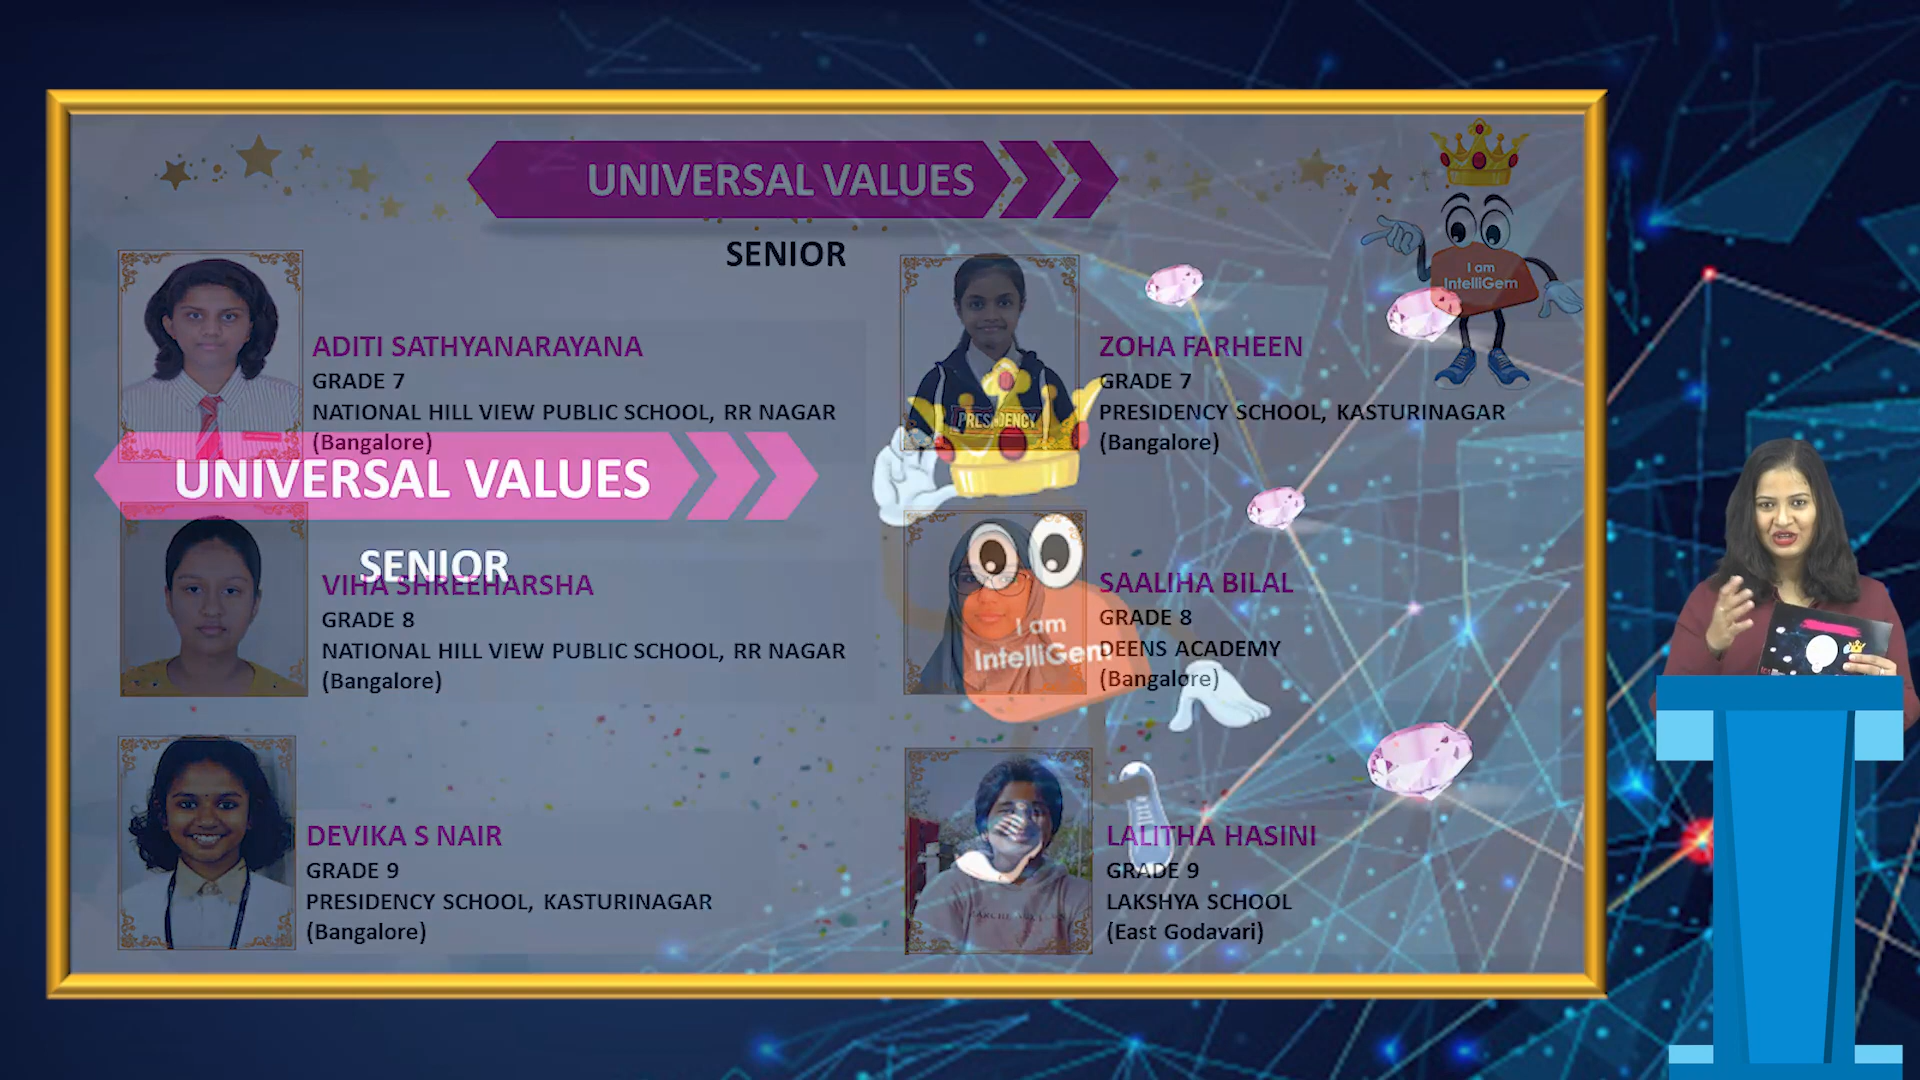 UNIVERSAL VALUES
SENIOR
I am
IntelliGem
ADITI SATHYANARAYANA
GRADE 7
NATIONAL HILL VIEW PUBLIC SCHOOL, RR NAGAR
(Bangalore)
ZOHA FARHEEN
GRADE 7
PRESIDENCY SCHOOL, KASTURINAGAR
(Bangalore)
PRESIDENCY
UNIVERSAL VALUES
SENIOR
VIHA SHREEHARSHA
GRADE 8
NATIONAL HILL VIEW PUBLIC SCHOOL, RR NAGAR
(Bangalore)
SAALIHA BILAL
GRADE 8
DEENS ACADEMY
(Bangalore)
I am
IntelliGem
DEVIKA S NAIR
GRADE 9
PRESIDENCY SCHOOL, KASTURINAGAR
(Bangalore)
LALITHA HASINI
GRADE 9
LAKSHYA SCHOOL
(East Godavari)